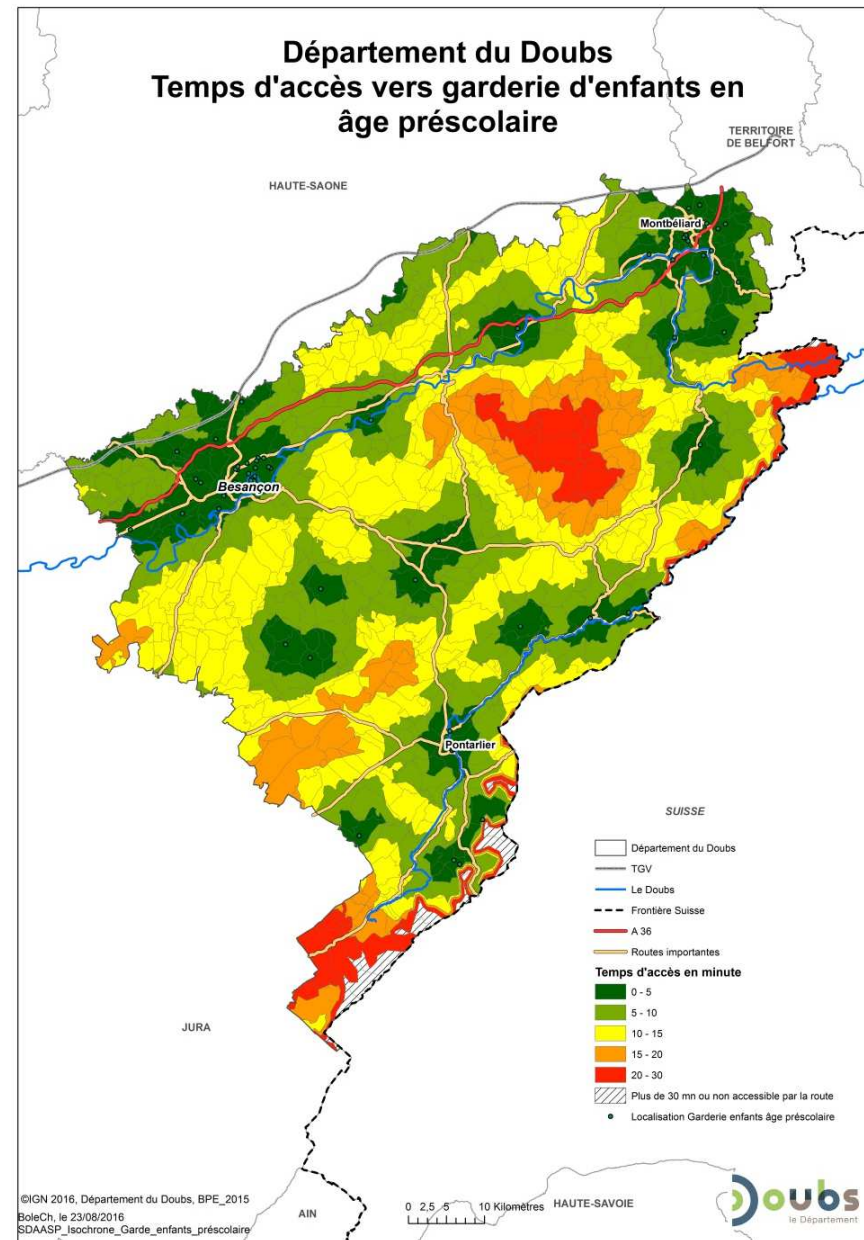 Département du Doubs
Temps d'accès vers garderie d'enfants en
âge préscolaire
TERRITOIRE
DE BELFORT
HAUTE-SAONE
Montbéliard
Besançon
Pontarlier
SUISSE
Département du Doubs
TGV
Le Doubs
Frontière Suisse
A 36
Routes importantes
Temps d'accès en minute
0 - 5
5 - 10
10 - 15
15 - 20
20 - 30
Plus de 30 mn ou non accessible par la route
Localisation Garderie enfants âge préscolaire
JURA
©IGN 2016, Département du Doubs, BPE_2015
BoleCh, le 23/08/2016
SDAASP_Isochrone_Garde_enfants_préscolaire
AIN
0 2,5 5 10 Kilomètres
HAUTE-SAVOIE
Doubs
le Département